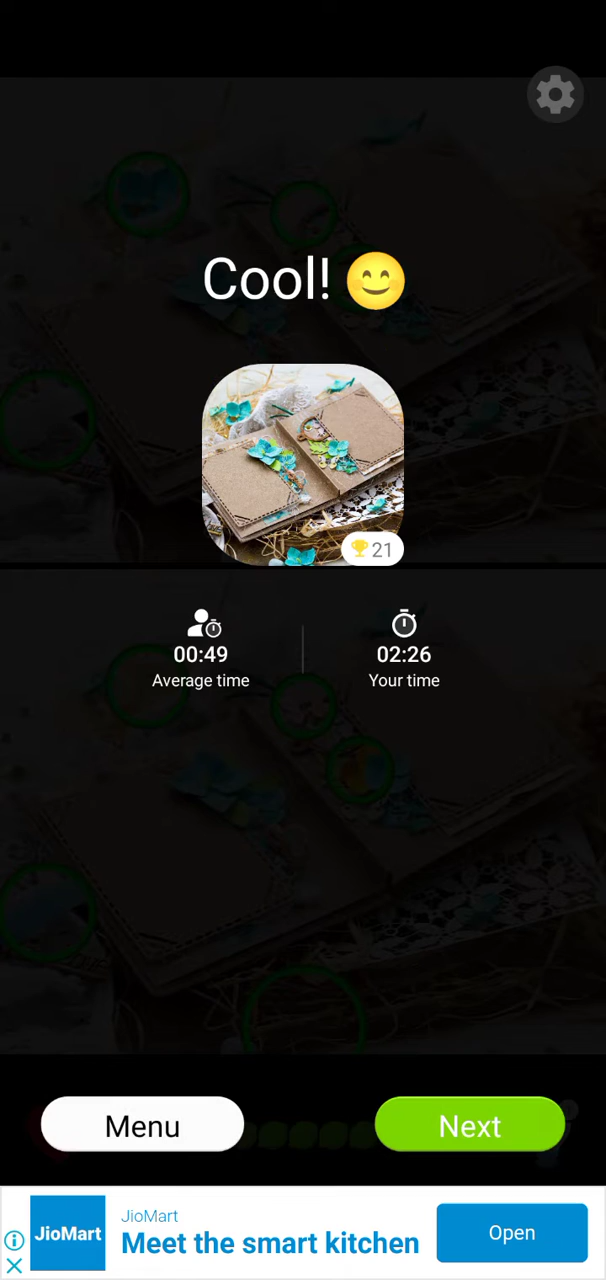 Cool! 😊
21
00:49
Average time
02:26
Your time
Menu
Next
JioMart
JioMart
Meet the smart kitchen
Open